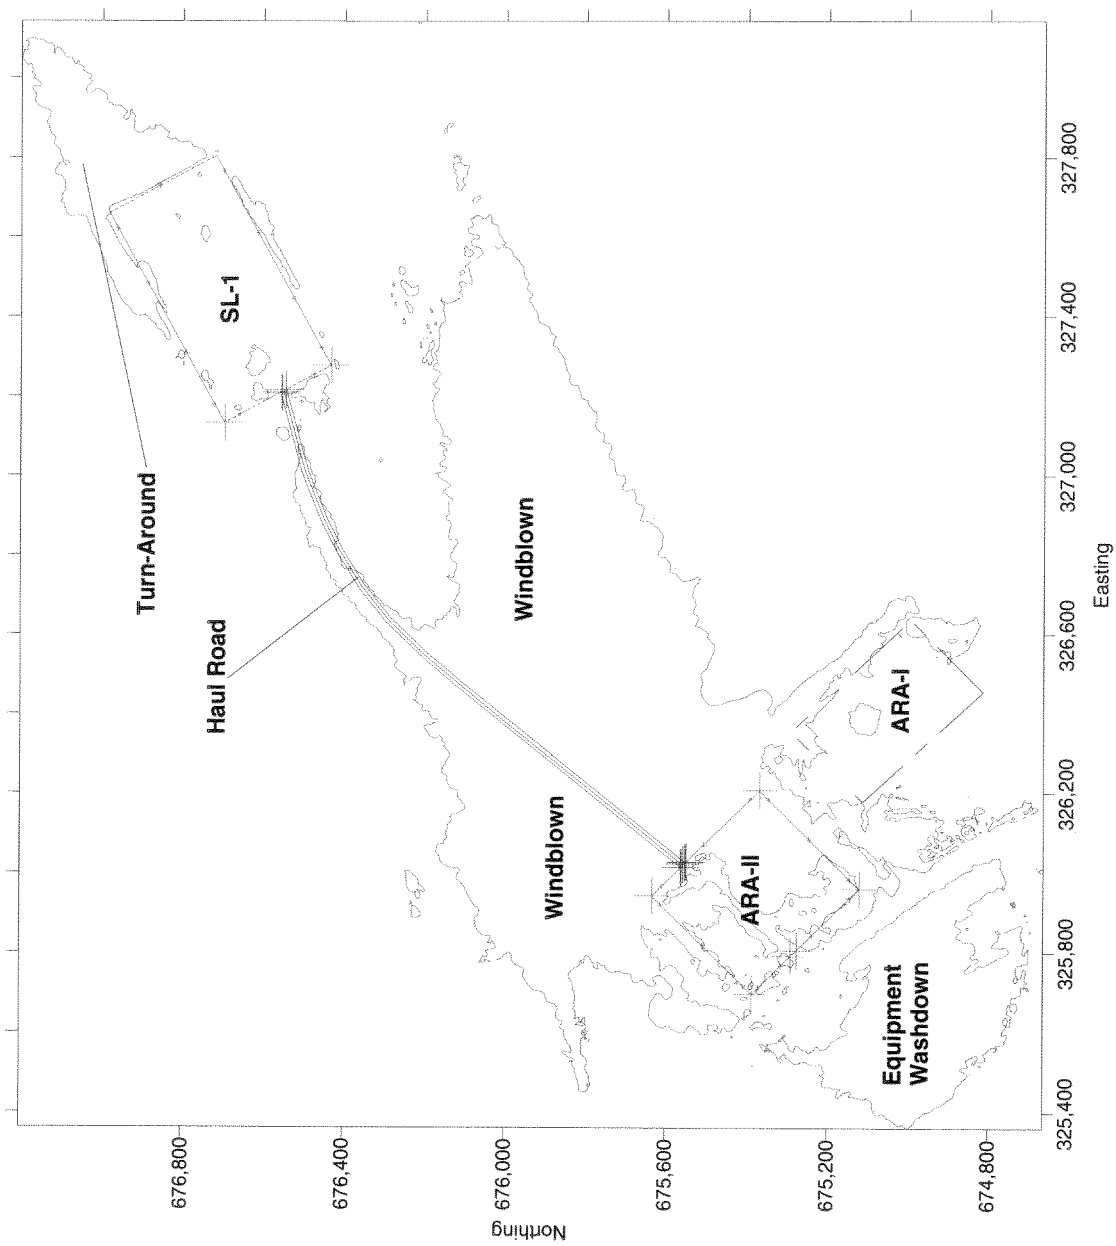 Turn-Around
Haul Road
SL-1
Windblown
Windblown
ARA-II
ARA-I
Equipment
Washdown
Northing
676,800
676,400
676,000
675,600
675,200
674,800
Easting
325,400
325,800
326,200
326,600
327,000
327,400
327,800